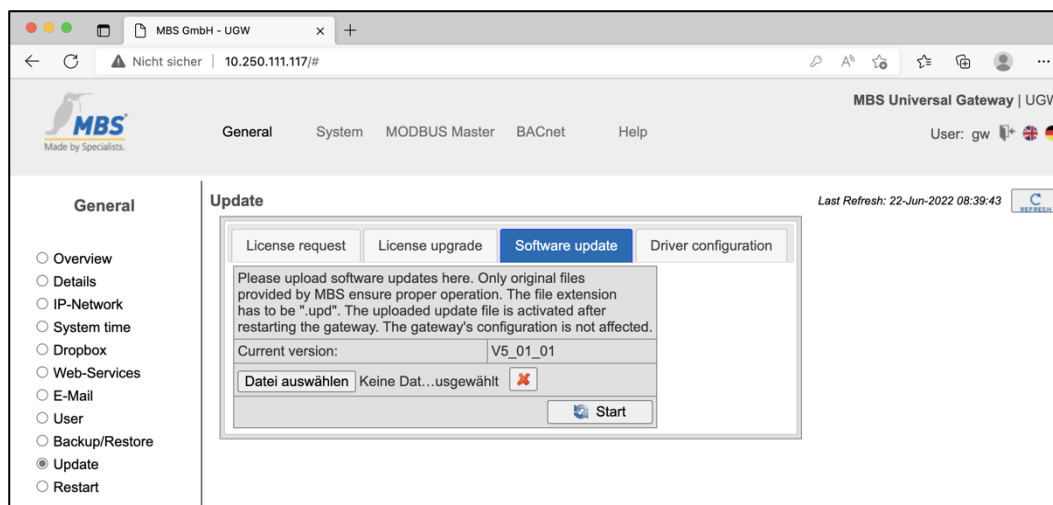 MBS GmbH - UGW
Nicht sicher | 10.250.111.117/#
MBS
Made by Specialists.
General System MODBUS Master BACnet Help
MBS Universal Gateway | UGW
User: gw
General
Overview
Details
IP-Network
System time
Dropbox
Web-Services
E-Mail
User
Backup/Restore
Update
Restart
Update
Last Refresh: 22-Jun-2022 08:39:43
REFRESH
License request License upgrade Software update Driver configuration
Please upload software updates here. Only original files
provided by MBS ensure proper operation. The file extension
has to be ".upd". The uploaded update file is activated after
restarting the gateway. The gateway's configuration is not affected.
Current version: V5_01_01
Datei auswählen Keine Dat...usgewählt
Start